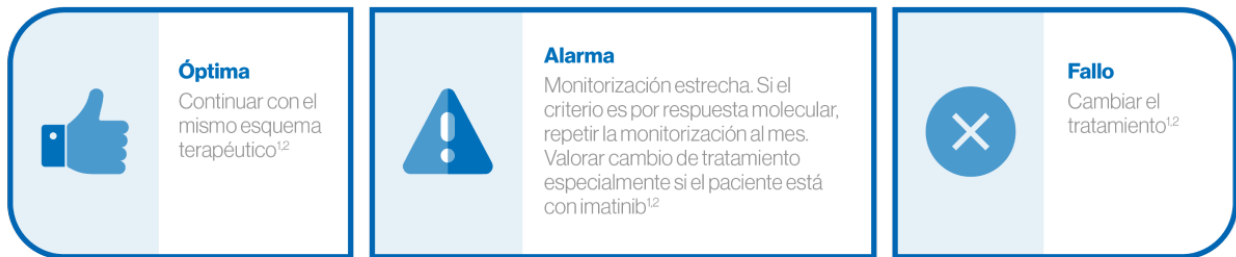 Óptima
Continuar con el
mismo esquema
terapéutico1,2
Alarma
Monitorización estrecha. Si el
criterio es por respuesta molecular,
repetir la monitorización al mes.
Valorar cambio de tratamiento
especialmente si el paciente está
con imatinib1,2
Fallo
Cambiar el
tratamiento1,2